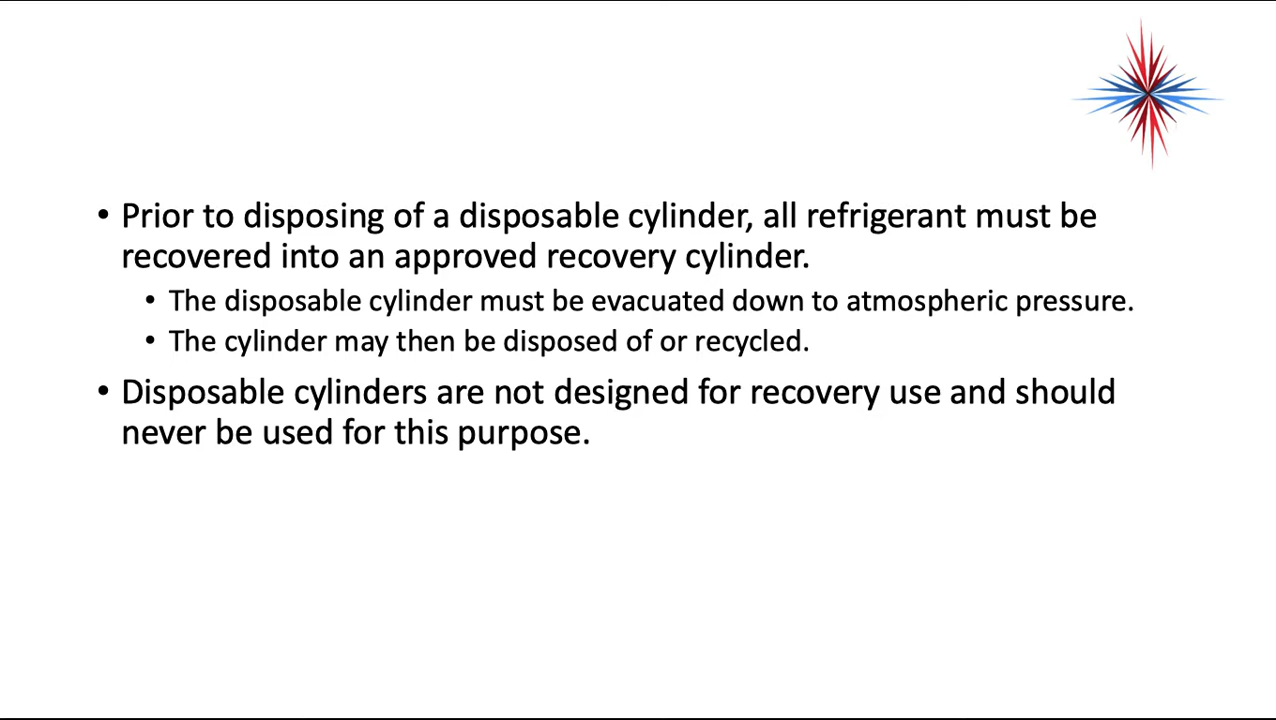 • Prior to disposing of a disposable cylinder, all refrigerant must be
recovered into an approved recovery cylinder.
• The disposable cylinder must be evacuated down to atmospheric pressure.
• The cylinder may then be disposed of or recycled.
• Disposable cylinders are not designed for recovery use and should
never be used for this purpose.